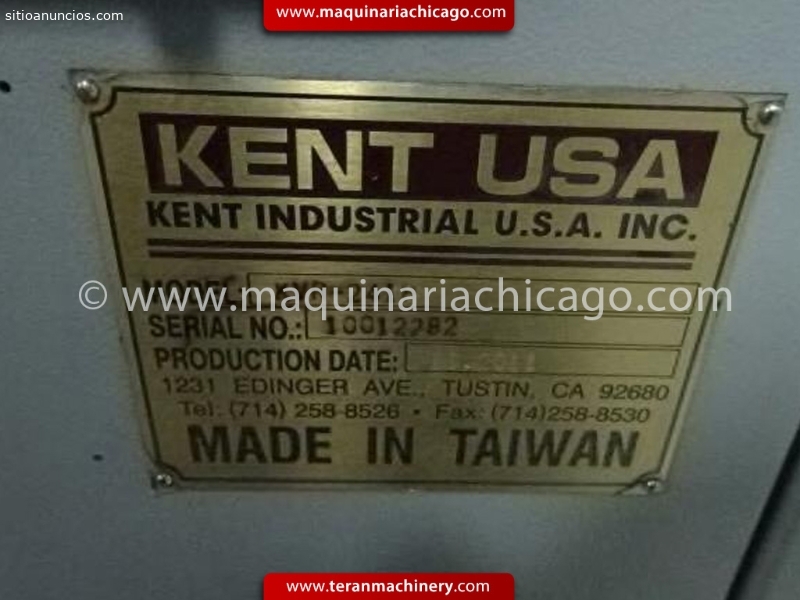 sitioanuncios.com
www.maquinariachicago.com
KENT USA
KENT INDUSTRIAL U.S.A. INC.
MODEL
© www.maquinariachicago.com
SERIAL NO.: 10012282
PRODUCTION DATE:
1231 EDINGER AVE., TUSTIN, CA 92680
Tel: (714) 258-8526 • Fax: (714)258-8530
MADE IN TAIWAN
www.teranmachinery.com